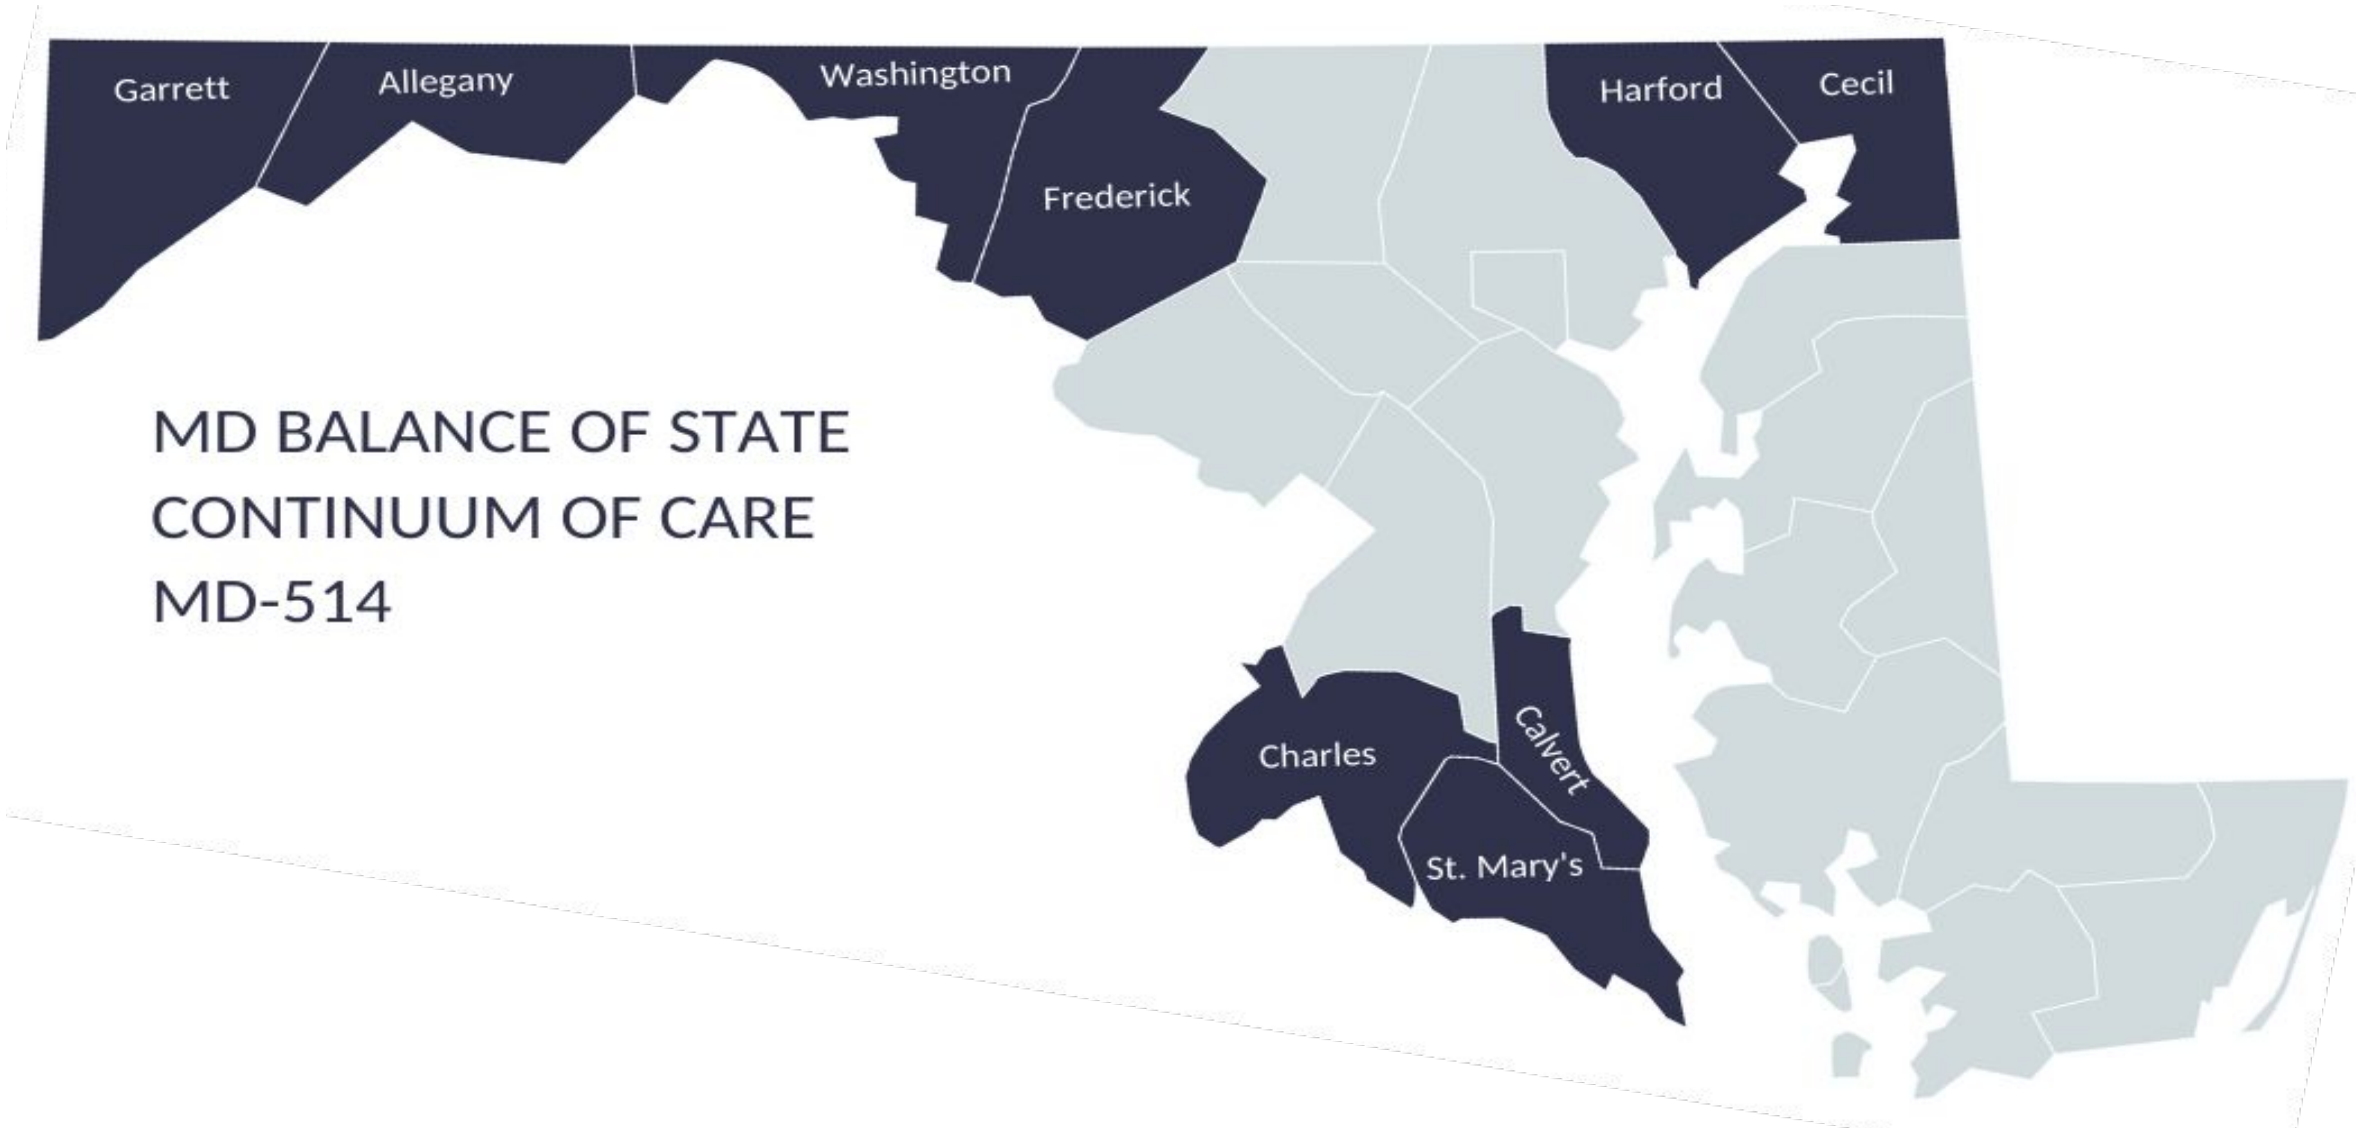 Garrett
Allegany
Washington
Frederick
Harford
Cecil
MD BALANCE OF STATE
CONTINUUM OF CARE
MD-514
Charles
Calvert
St. Mary's